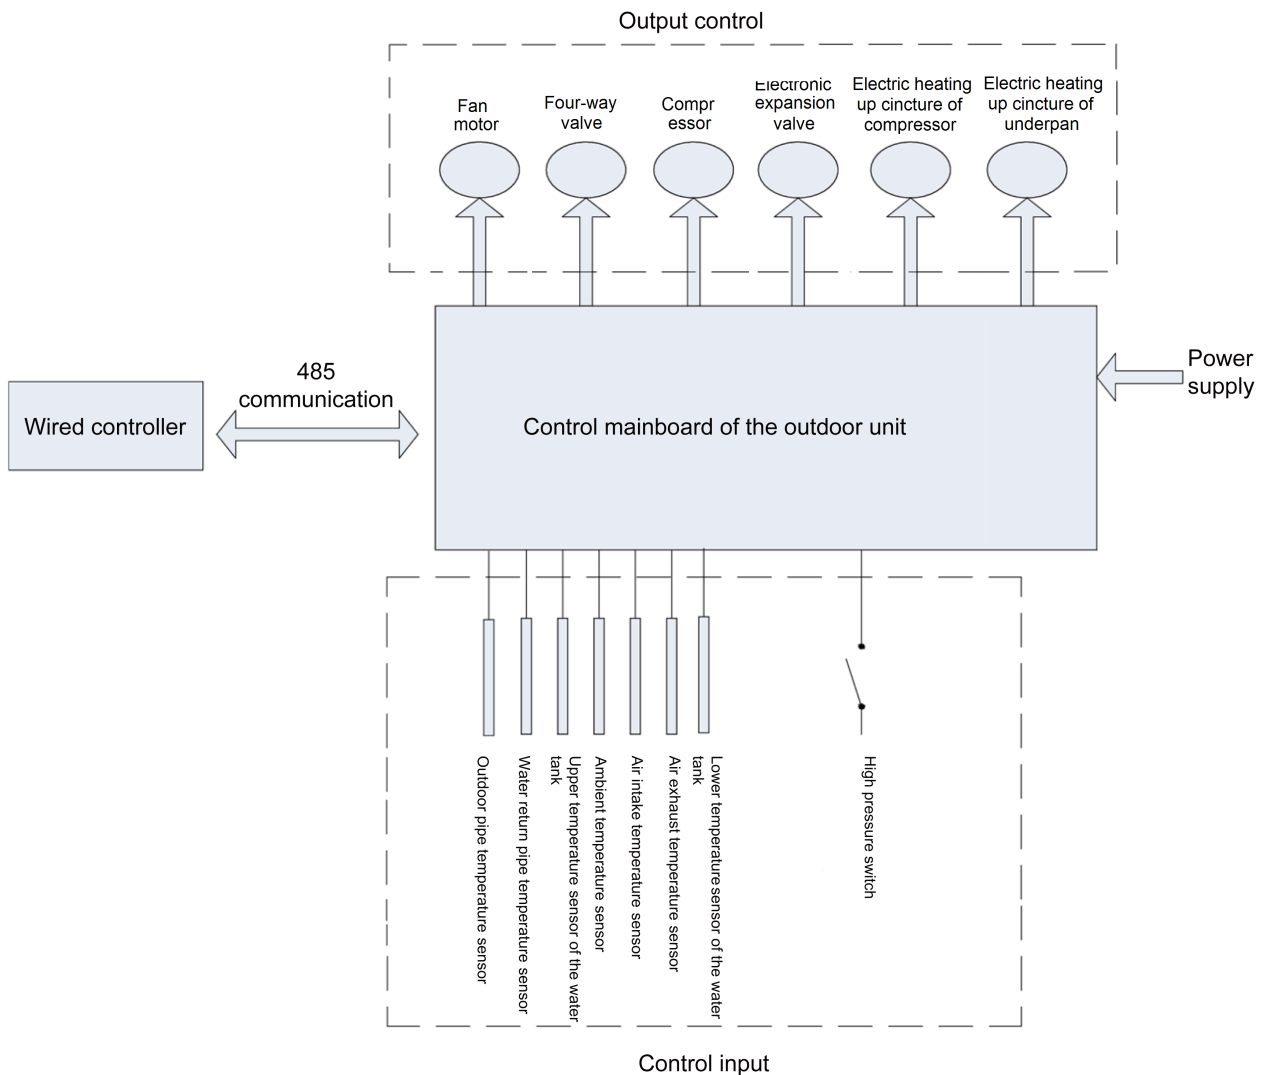 Output control
Fan
motor
Four-way
valve
Compr
essor
Electronic
expansion
valve
Electric heating
up cincture of
compressor
Electric heating
up cincture of
underpan
485
communication
Wired controller
Control mainboard of the outdoor unit
Power
supply
Outdoor pipe temperature sensor
Water return pipe temperature sensor
Upper temperature sensor of the water
tank
Ambient temperature sensor
Air intake temperature sensor
Air exhaust temperature sensor
Lower temperature sensor of the water
tank
High pressure switch
Control input